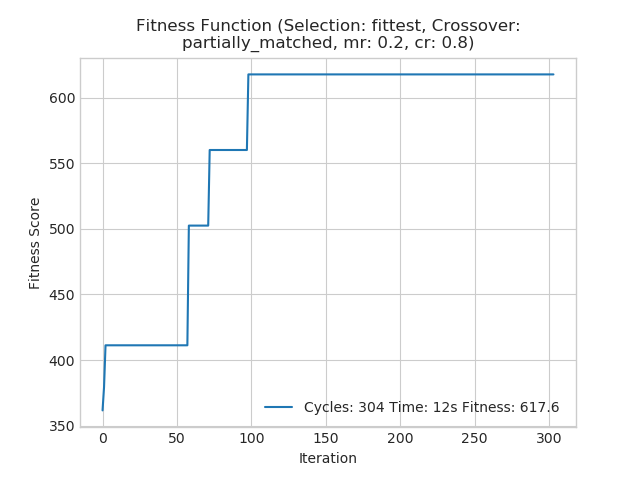 Fitness Function (Selection: fittest, Crossover:
partially_matched, mr: 0.2, cr: 0.8)
Fitness Score
600
550
500
450
400
350
Cycles: 304 Time: 12s Fitness: 617.6
0 50 100 150 200 250 300
Iteration